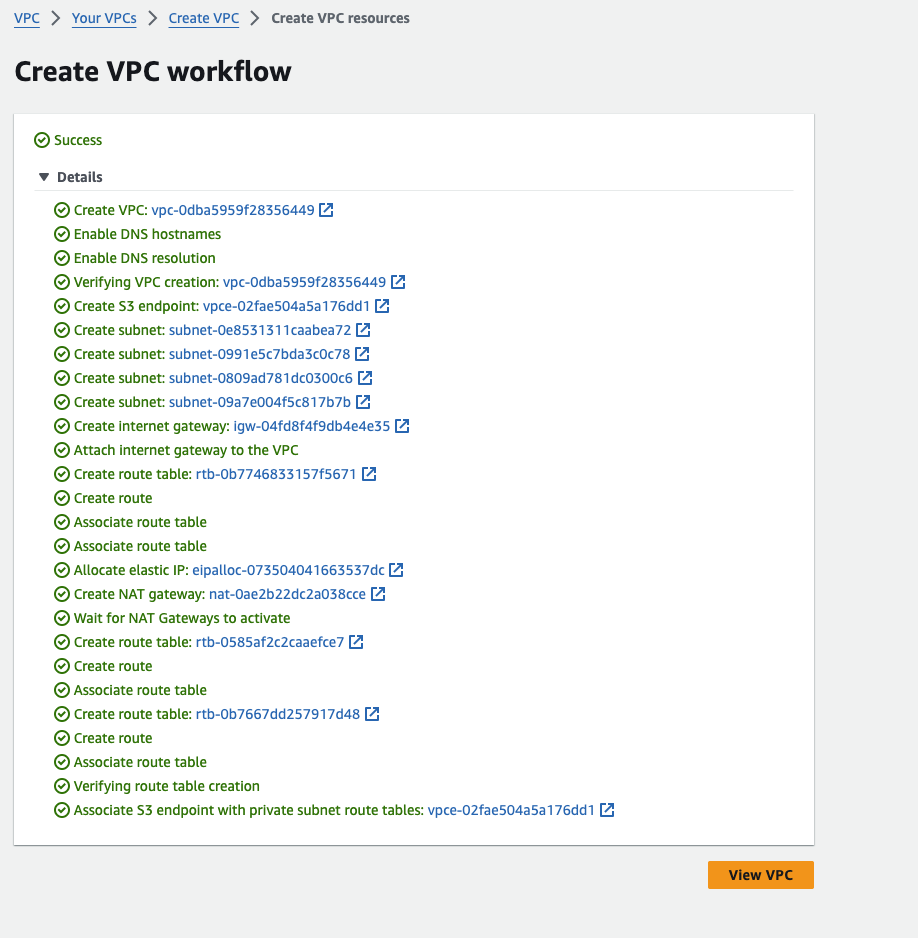 VPC > Your VPCs > Create VPC > Create VPC resources
Create VPC workflow
Success
Details
Create VPC: vpc-0dba5959f28356449
Enable DNS hostnames
Enable DNS resolution
Verifying VPC creation: vpc-0dba5959f28356449
Create S3 endpoint: vpce-02fae504a5a176dd1
Create subnet: subnet-0e8531311caabea72
Create subnet: subnet-0991e5c7bda3c0c78
Create subnet: subnet-0809ad781dc0300c6
Create subnet: subnet-09a7e004f5c817b7b
Create internet gateway: igw-04fd8f4f9db4e4e35
Attach internet gateway to the VPC
Create route table: rtb-0b7746833157f5671
Create route
Associate route table
Associate route table
Allocate elastic IP: eipalloc-073504041663537dc
Create NAT gateway: nat-0ae2b22dc2a038cce
Wait for NAT Gateways to activate
Create route table: rtb-0585af2c2caaefce7
Create route
Associate route table
Create route table: rtb-0b7667dd257917d48
Create route
Associate route table
Verifying route table creation
Associate S3 endpoint with private subnet route tables: vpce-02fae504a5a176dd1
View VPC